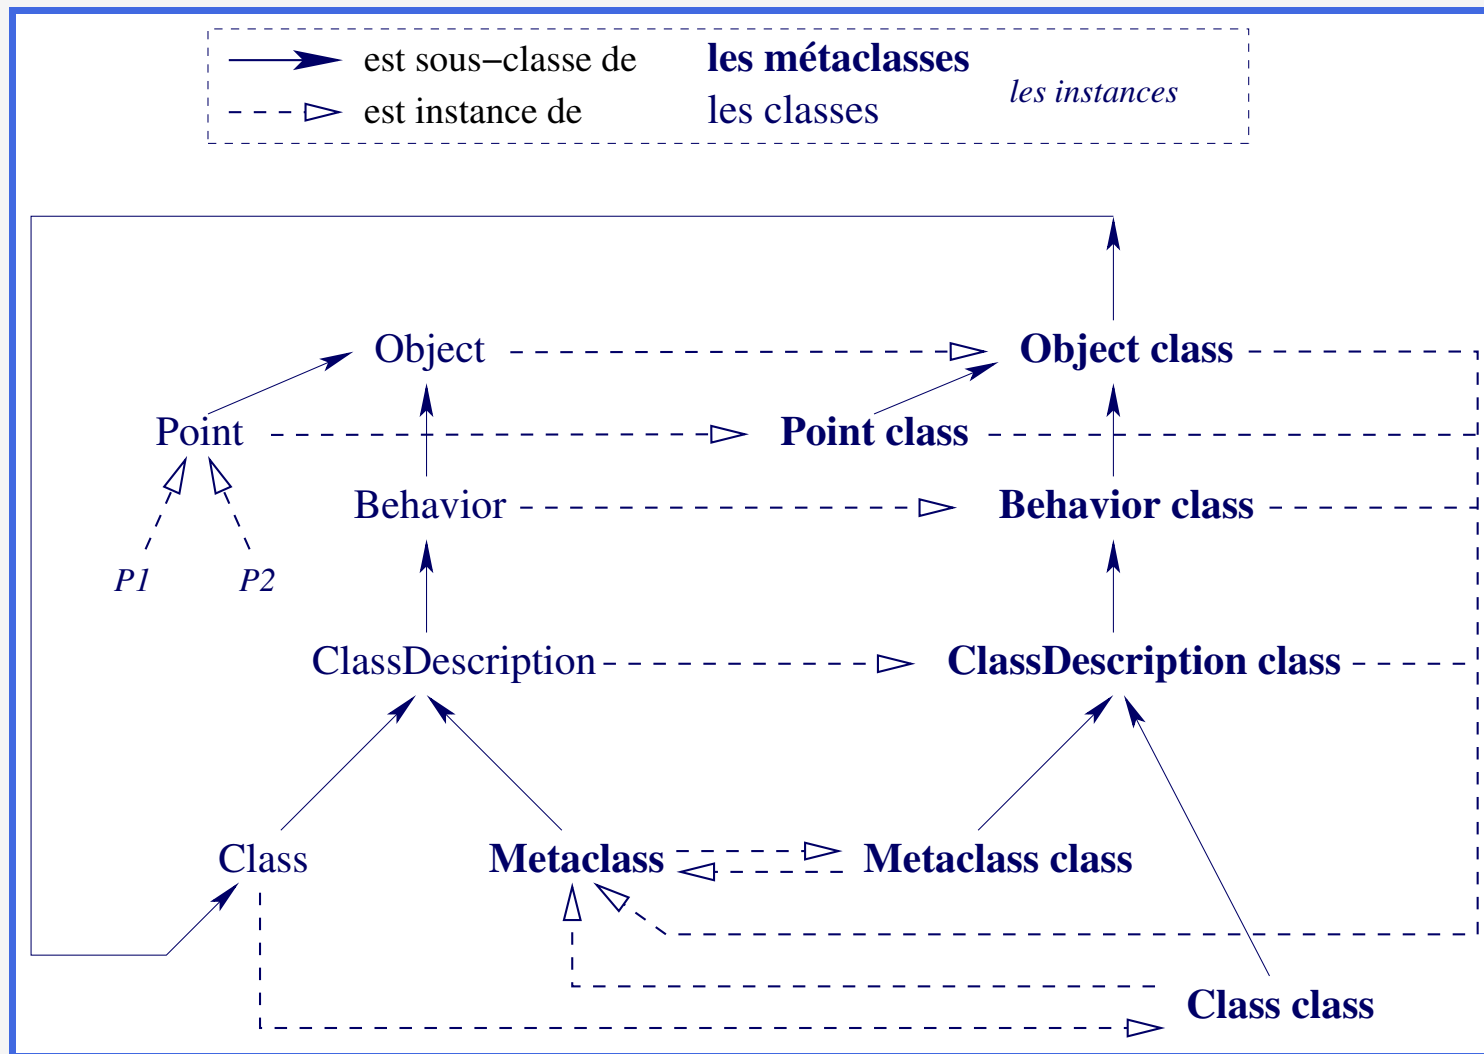 est sous−classe de les métaclasses
les instances
est instance de les classes
Object Object class
Point Point class
Behavior Behavior class
P1 P2
ClassDescription ClassDescription class
Class Metaclass Metaclass class
Class class